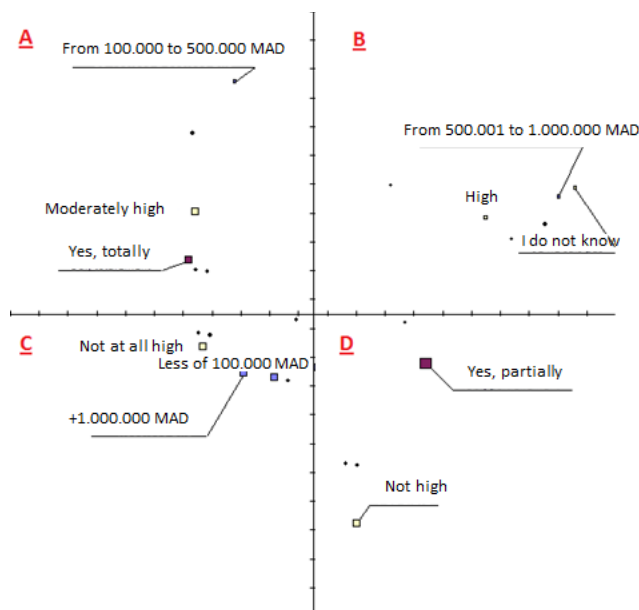 A
B
From 100.000 to 500.000 MAD
From 500.001 to 1.000.000 MAD
High
Moderately high
I do not know
Yes, totally
C
D
Not at all high
Less of 100.000 MAD
Yes, partially
+1.000.000 MAD
Not high